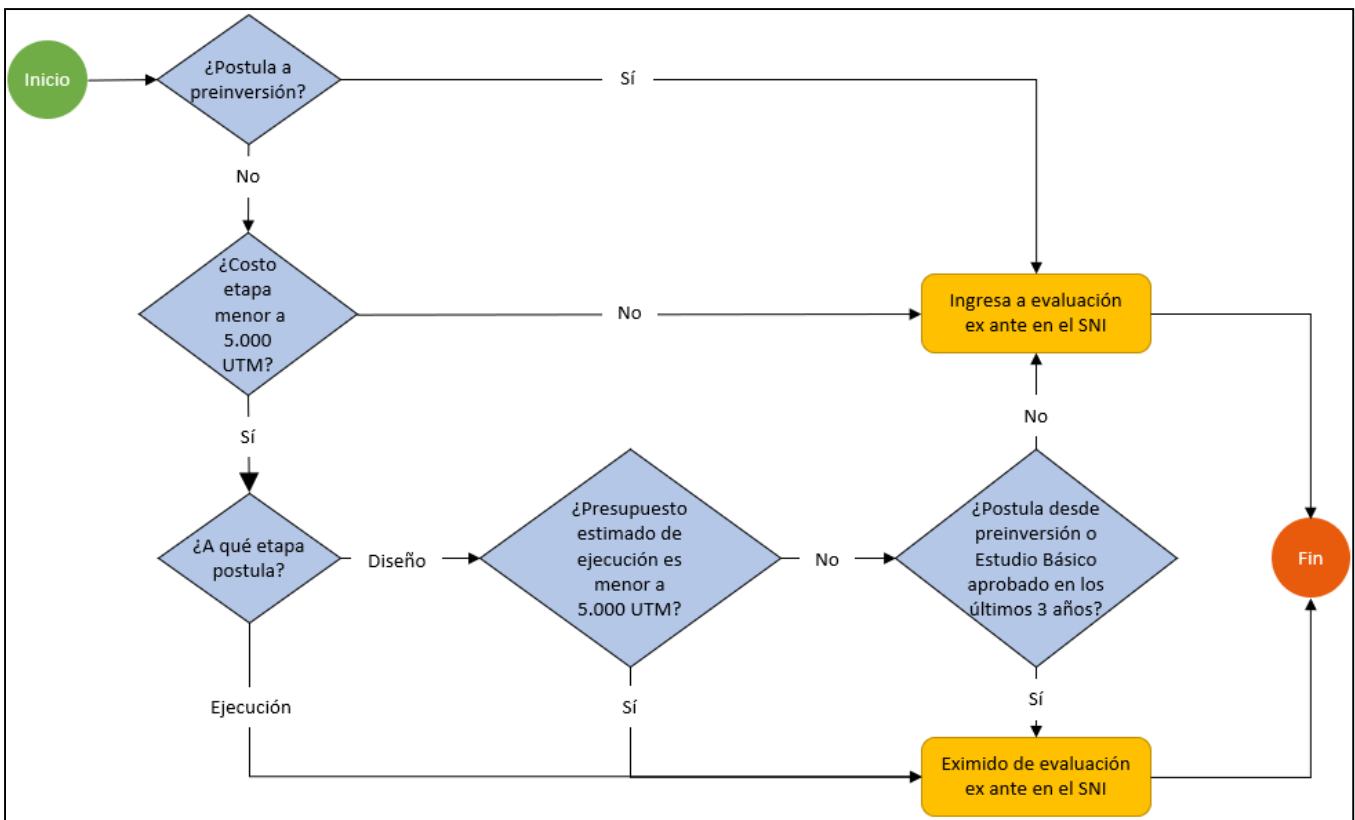 Inicio
¿Postula a
preinversión?
Sí
No
¿Costo
etapa
menor a
5.000
UTM?
No
Ingresa a evaluación
ex ante en el SNI
Sí
No
¿A qué etapa
postula?
Diseño
¿Presupuesto
estimado de
ejecución es
menor a
5.000 UTM?
No
¿Postula desde
preinversión o
Estudio Básico
aprobado en los
últimos 3 años?
Fin
Ejecución
Sí
Sí
Eximido de evaluación
ex ante en el SNI